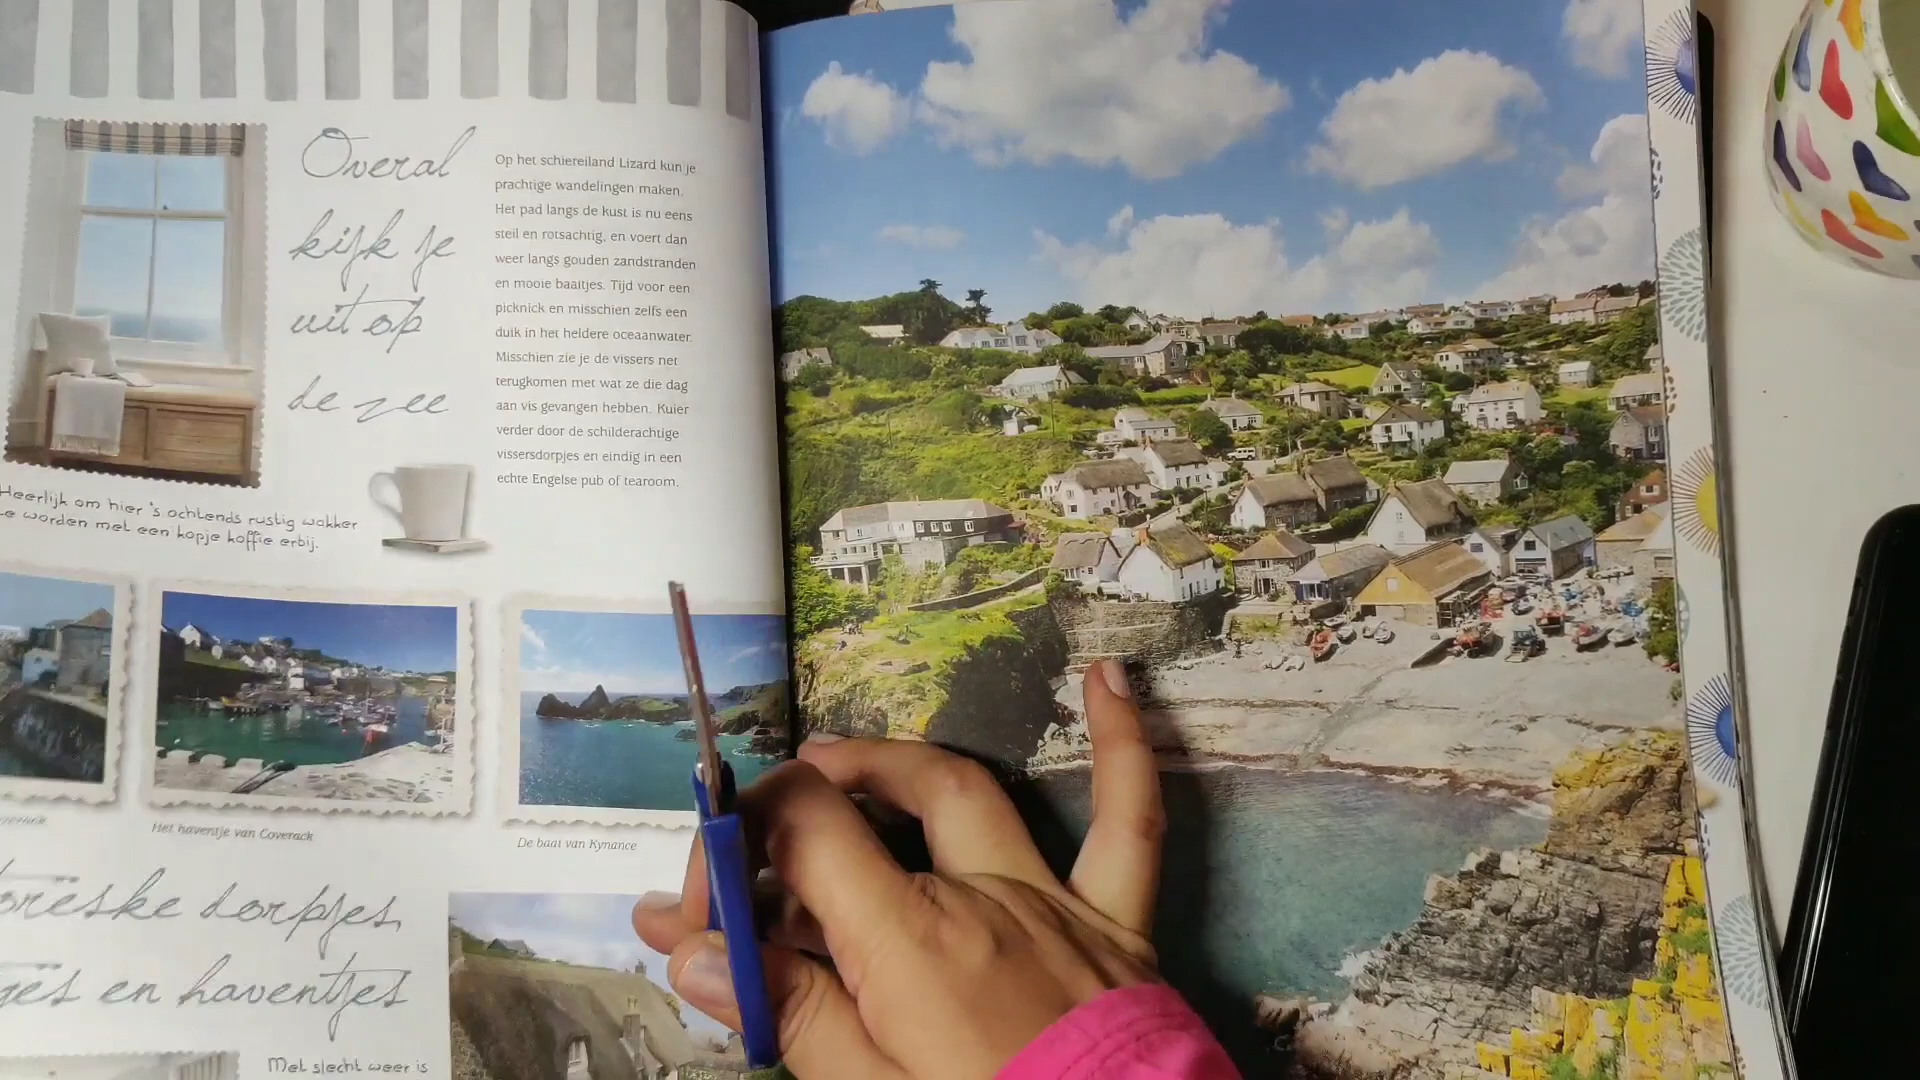 Overal
kijk je
uit op
de zee
Op het schiereiland Lizard kun je
prachtige wandelingen maken.
Het pad langs de kust is nu eens
steil en rotsachtig, en voert dan
weer langs gouden zandstranden
en mooie baaitjes. Tijd voor een
picknick en misschien zelfs een
duik in het heldere oceaanwater.
Misschien zie je de vissers net
terugkomen met wat ze die dag
aan vis gevangen hebben. Kuier
verder door de schilderachtige
vissersdorpjes en eindig in een
echte Engelse pub of tearoom.
Heerlijk om hier 's ochtends rustig wakker
te worden met een kopje koffie erbij.
Het haventje van Coverack
De baai van Kynance
dorpjes,
en haventjes
Met slecht weer is